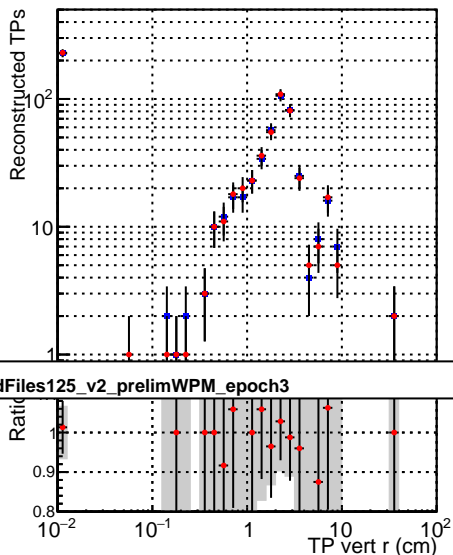 Reconstructed TPs
10²
10
1
dFiles125_v2_prelimWPM_epoch3
Ratio
1
0.9
0.8
10⁻² 10⁻¹ 1 10 10²
TP vert r (cm)